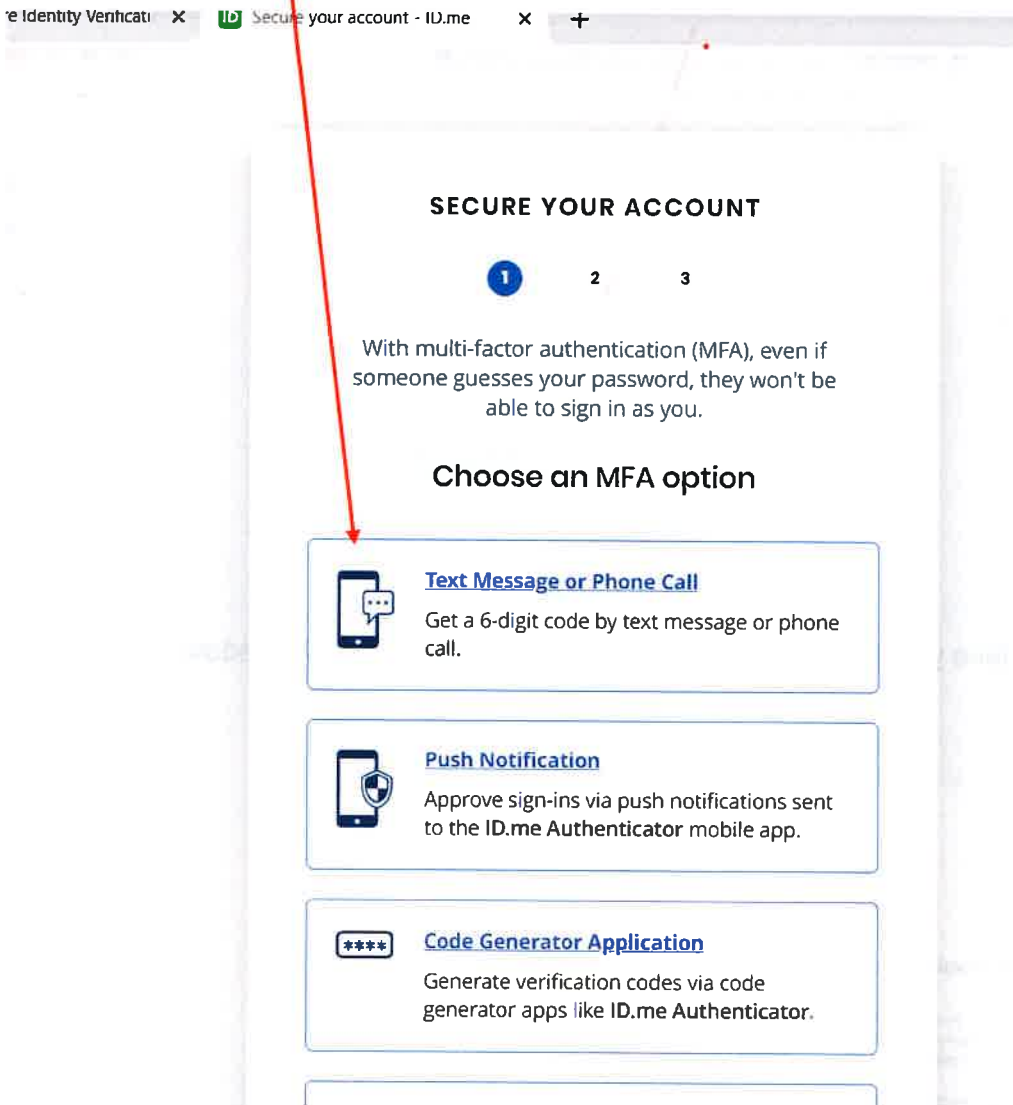 re Identity Verificati × ID Secure your account - ID.me × +
SECURE YOUR ACCOUNT
1 2 3
With multi-factor authentication (MFA), even if
someone guesses your password, they won't be
able to sign in as you.
Choose an MFA option
Text Message or Phone Call
Get a 6-digit code by text message or phone
call.
Push Notification
Approve sign-ins via push notifications sent
to the ID.me Authenticator mobile app.
**** Code Generator Application
Generate verification codes via code
generator apps like ID.me Authenticator.